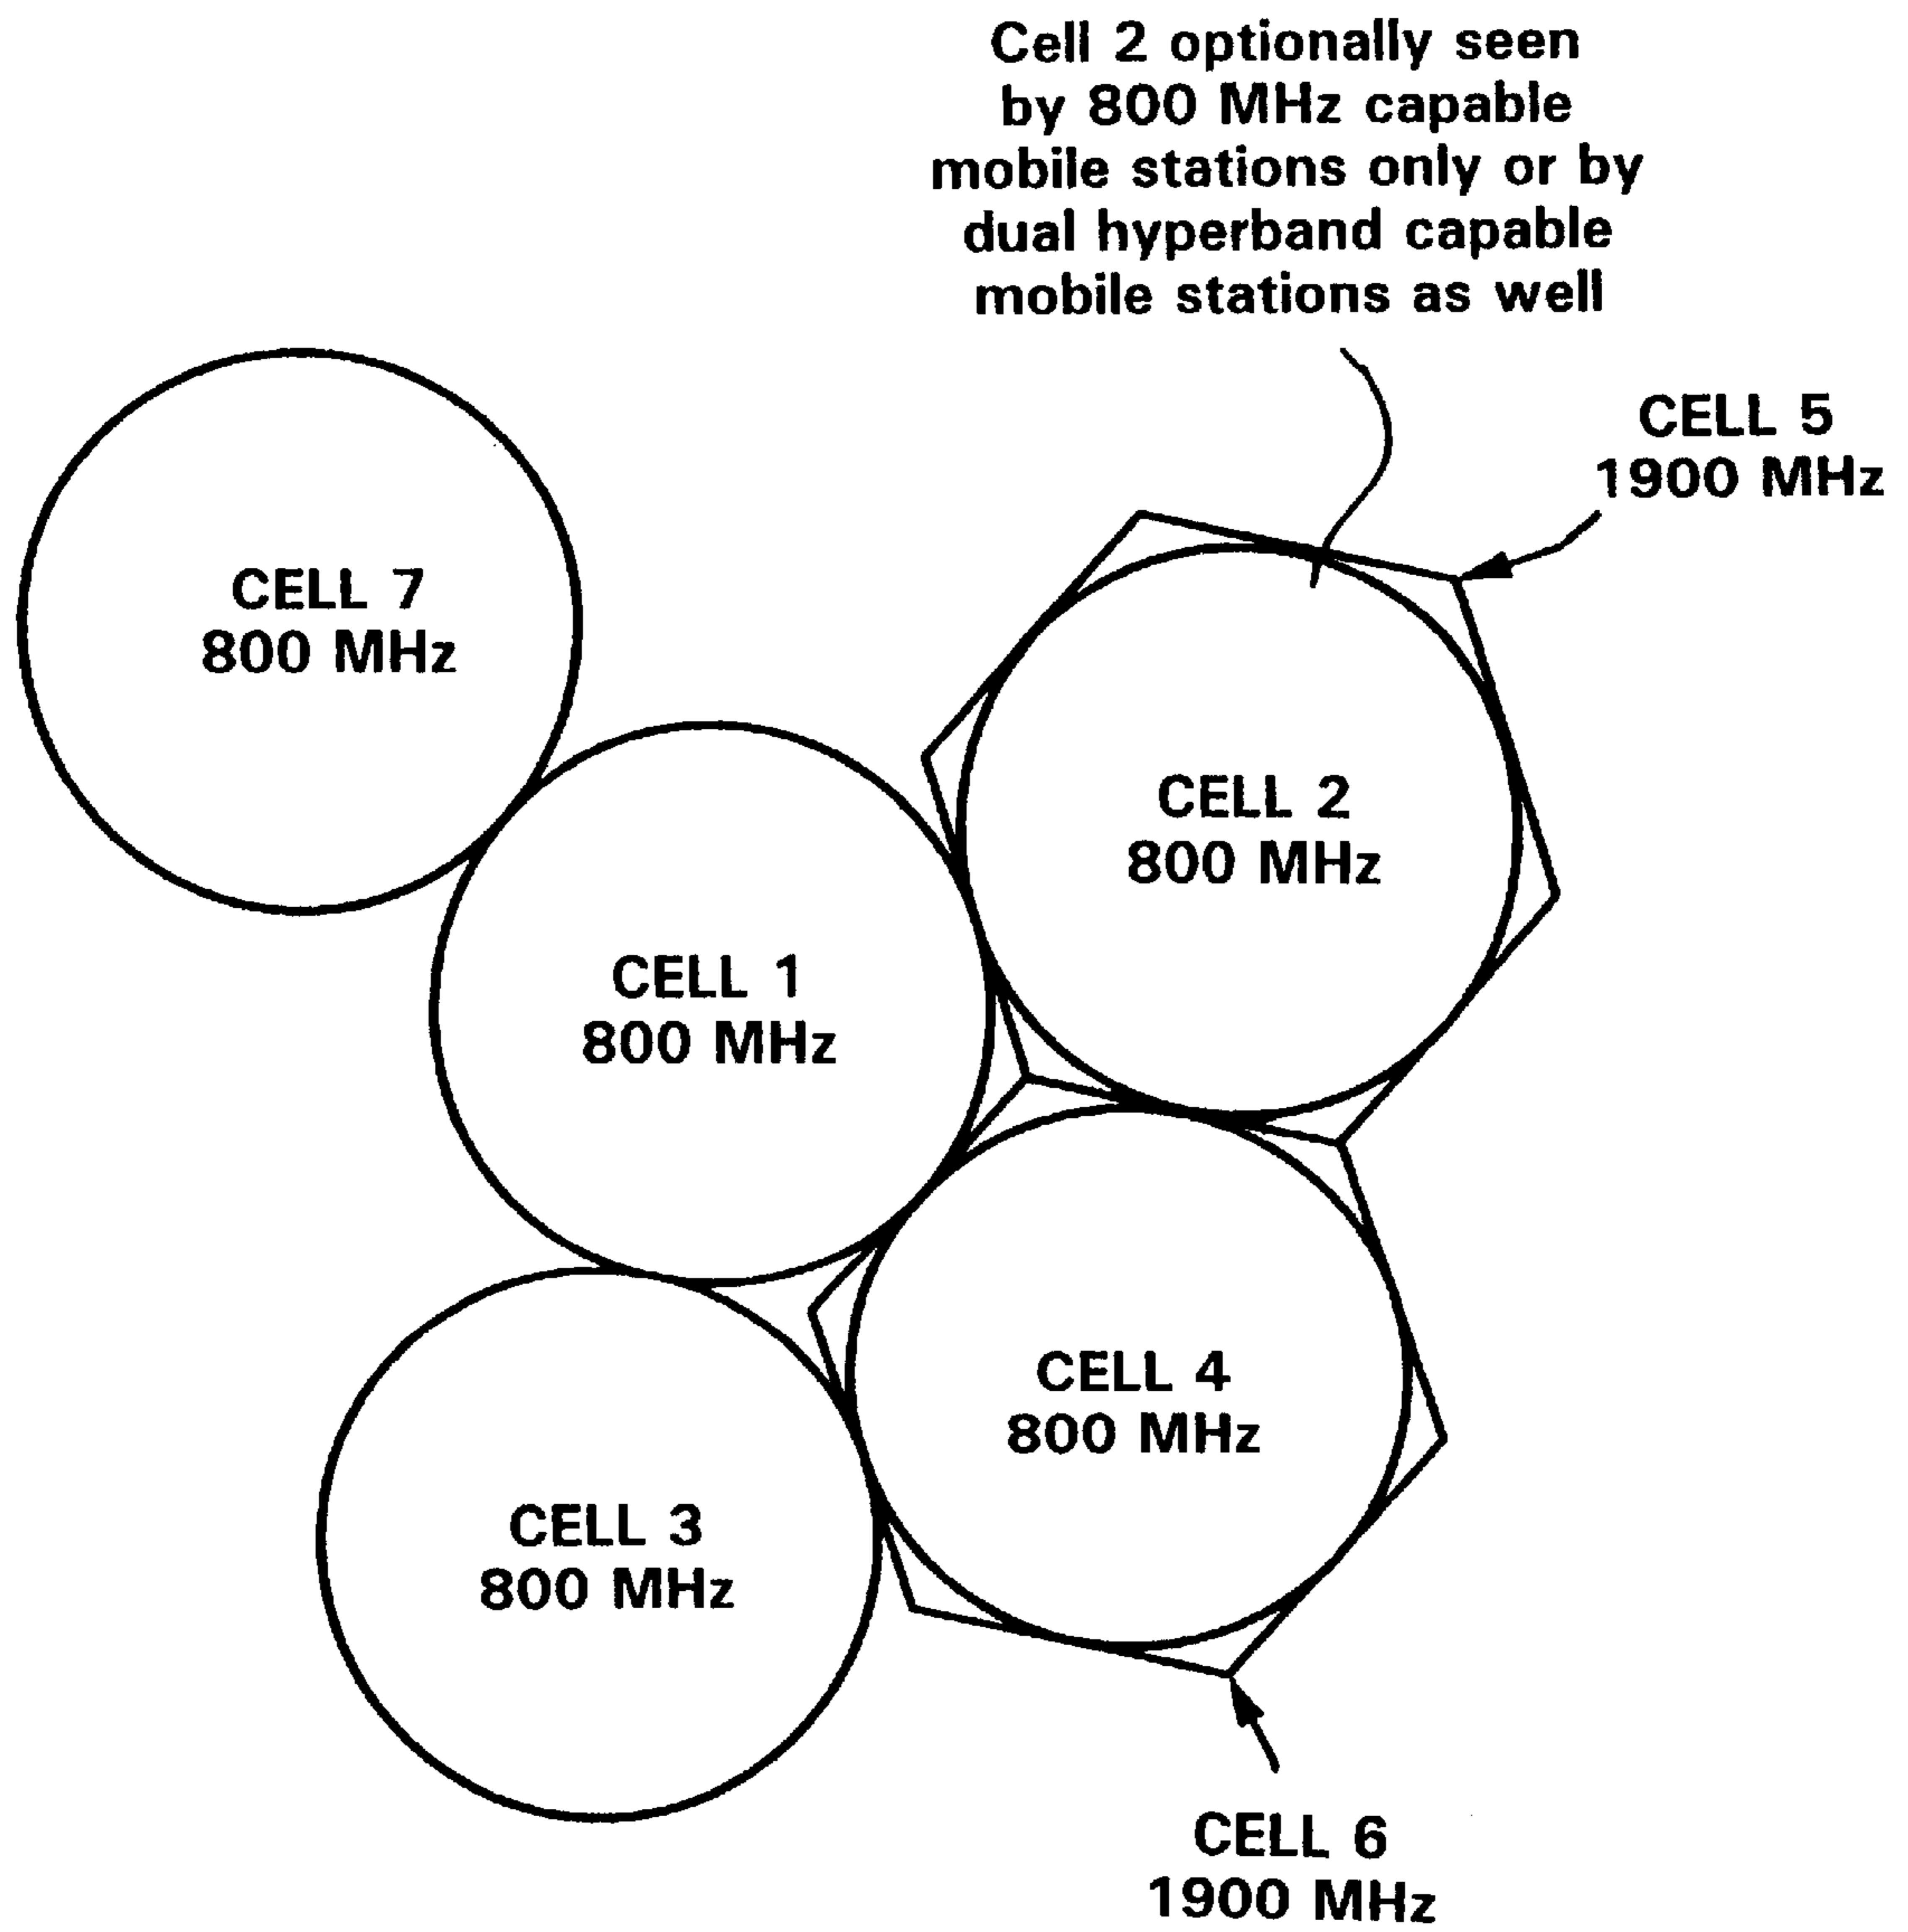 Cell 2 optionally seen
by 800 MHz capable
mobile stations only or by
dual hyperband capable
mobile stations as well
CELL 5
1900 MHz
CELL 7
800 MHz
CELL 2
800 MHz
CELL 1
800 MHz
CELL 4
800 MHz
CELL 3
800 MHz
CELL 6
1900 MHz